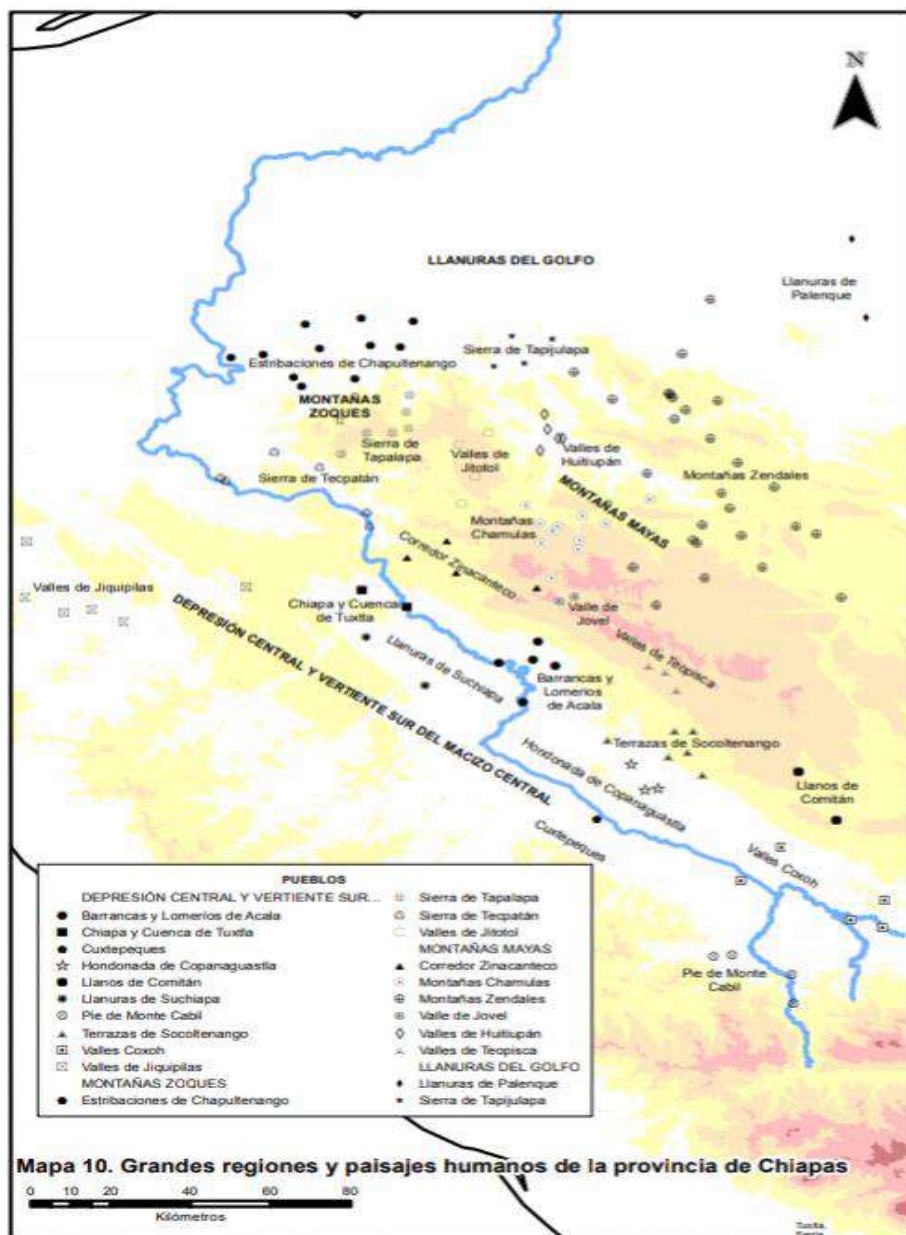 N
LLANURAS DEL GOLFO
Llanuras de
Palenque
Sierra de Tapijulapa
Estribaciones de Chapultenango
MONTAÑAS
ZOQUES
Sierra de
Tapalapa
Valles de
Jitotol
Valles de
Huitiupán
Sierra de Tecpatán
Montañas Zendales
MONTAÑAS MAYAS
Montañas
Chamulas
Corredor Zinacanteco
Valles de Jiquipilas
Chiapa y Cuenca
de Tuxtla
Valle de
Jovel
DEPRESIÓN CENTRAL Y VERTIENTE SUR DEL MACIZO CENTRAL
Llanuras de Suchiapa
Valles de Teopisca
Barrancas y
Lomeríos
de Acala
Terrazas de Socoltenango
Hondonada de Copanaguastla
Llanos de
Comitán
Cuxtepeques
Valles Coxoh
Pie de Monte
Cabil
PUEBLOS
DEPRESIÓN CENTRAL Y VERTIENTE SUR...
Barrancas y Lomeríos de Acala
Chiapa y Cuenca de Tuxtla
Cuxtepeques
Hondonada de Copanaguastla
Llanos de Comitán
Llanuras de Suchiapa
Pie de Monte Cabil
Terrazas de Socoltenango
Valles Coxoh
Valles de Jiquipilas
MONTAÑAS ZOQUES
Estribaciones de Chapultenango
Sierra de Tapalapa
Sierra de Tecpatán
Valles de Jitotol
MONTAÑAS MAYAS
Corredor Zinacanteco
Montañas Chamulas
Montañas Zendales
Valle de Jovel
Valles de Huitiupán
Valles de Teopisca
LLANURAS DEL GOLFO
Llanuras de Palenque
Sierra de Tapijulapa
Mapa 10. Grandes regiones y paisajes humanos de la provincia de Chiapas
0 10 20 40 60 80
Kilómetros